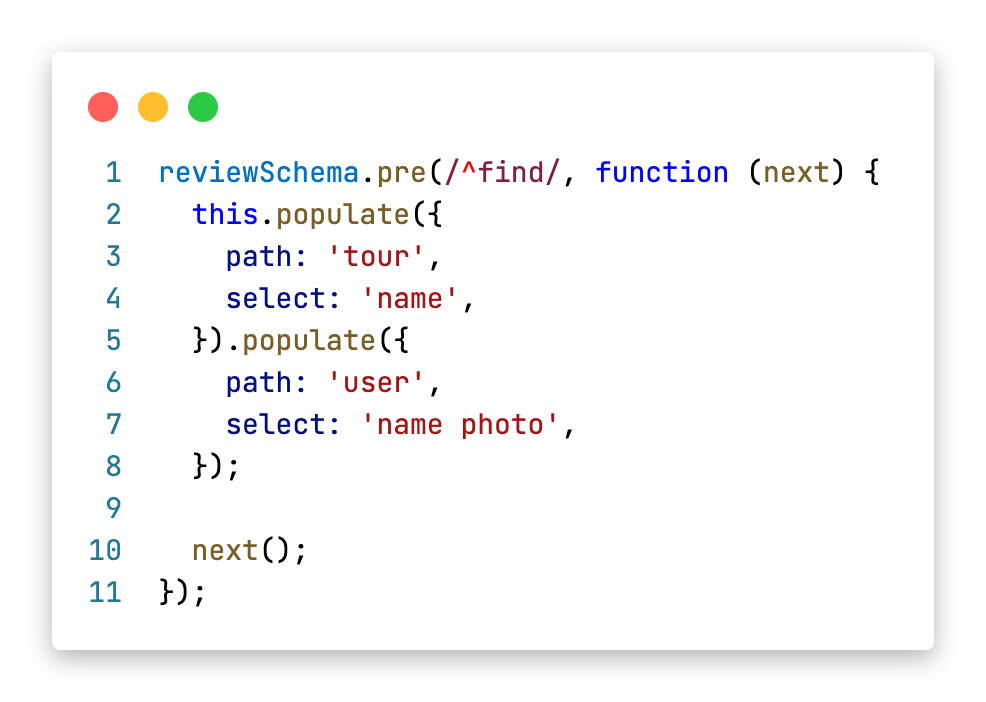 1 reviewSchema.pre(/^find/, function (next) {
2   this.populate({
3     path: 'tour',
4     select: 'name',
5   }).populate({
6     path: 'user',
7     select: 'name photo',
8   });
9
10   next();
11 });